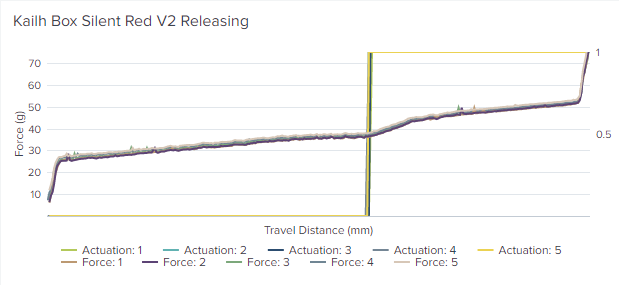 Kailh Box Silent Red V2 Releasing
1
70
60
50
40
30
20
10
0.5
Force (g)
Travel Distance (mm)
Actuation: 1 Actuation: 2 Actuation: 3 Actuation: 4 Actuation: 5
Force: 1 Force: 2 Force: 3 Force: 4 Force: 5